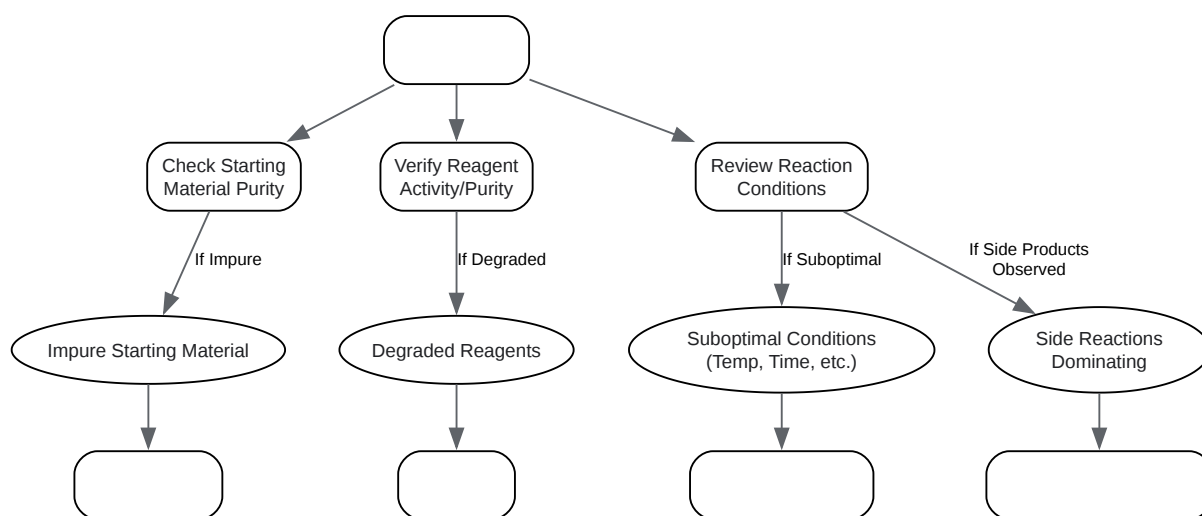 Check Starting
Material Purity
Verify Reagent
Activity/Purity
Review Reaction
Conditions
If Impure
If Degraded
If Suboptimal
If Side Products
Observed
Impure Starting Material
Degraded Reagents
Suboptimal Conditions
(Temp, Time, etc.)
Side Reactions
Dominating